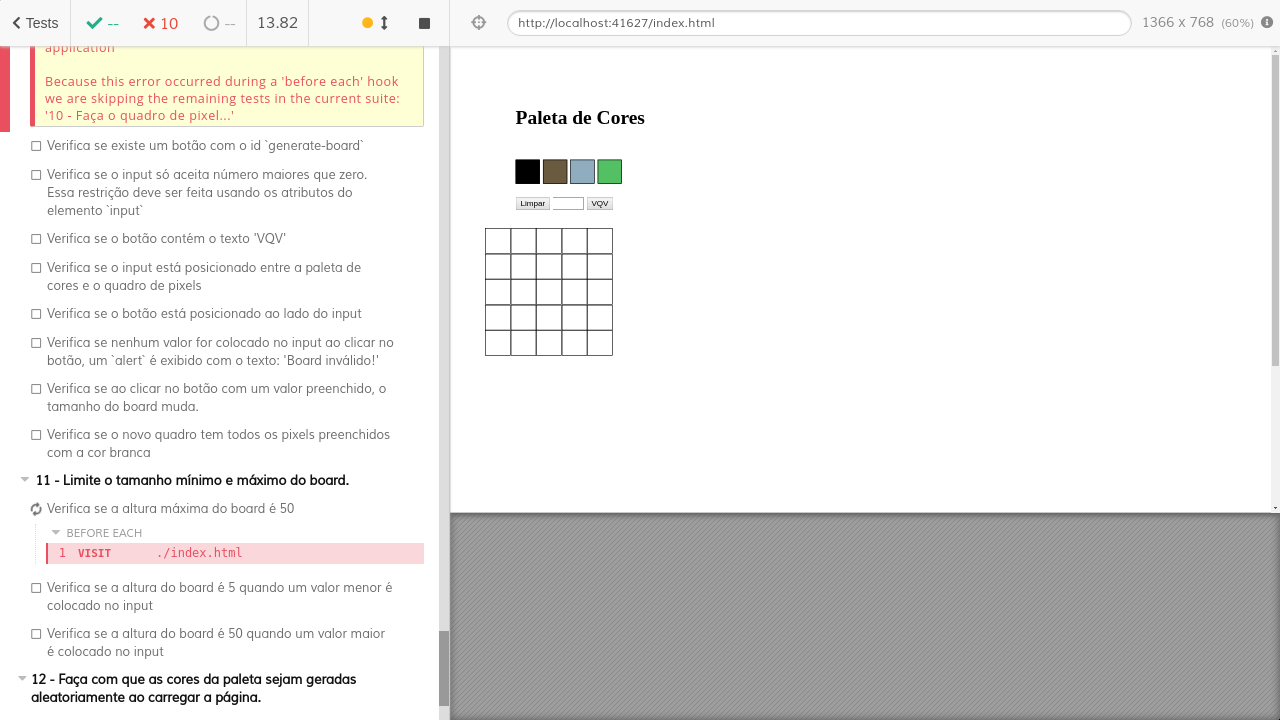 Tests
--
10
--
13.82
http://localhost:41627/index.html
1366 x 768 (60%)
application
Because this error occurred during a 'before each' hook
we are skipping the remaining tests in the current suite:
'10 - Faça o quadro de pixel...'
Verifica se existe um botão com o id `generate-board`
Verifica se o input só aceita número maiores que zero.
Essa restrição deve ser feita usando os atributos do
elemento `input`
Verifica se o botão contém o texto 'VQV'
Verifica se o input está posicionado entre a paleta de
cores e o quadro de pixels
Verifica se o botão está posicionado ao lado do input
Verifica se nenhum valor for colocado no input ao clicar no
botão, um `alert` é exibido com o texto: 'Board inválido!'
Verifica se ao clicar no botão com um valor preenchido, o
tamanho do board muda.
Verifica se o novo quadro tem todos os pixels preenchidos
com a cor branca
11 - Limite o tamanho mínimo e máximo do board.
Verifica se a altura máxima do board é 50
BEFORE EACH
1 VISIT ./index.html
Verifica se a altura do board é 5 quando um valor menor é
colocado no input
Verifica se a altura do board é 50 quando um valor maior
é colocado no input
12 - Faça com que as cores da paleta sejam geradas
aleatoriamente ao carregar a página.
Paleta de Cores
Limpar
VQV